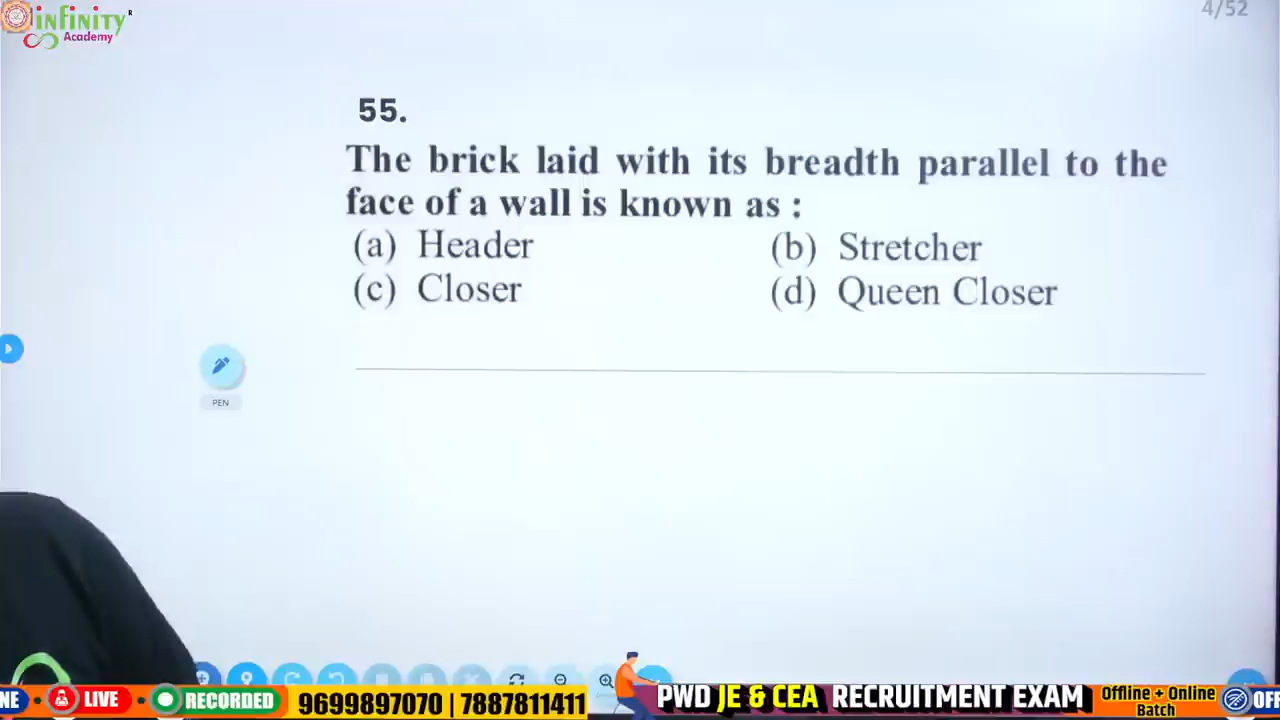 infinity
Academy
4/52
55.
The brick laid with its breadth parallel to the
face of a wall is known as :
(a) Header (b) Stretcher
(c) Closer (d) Queen Closer
PEN
NE • LIVE • RECORDED 9699897070 | 7887811411 PWD JE & CEA RECRUITMENT EXAM Offline + Online Batch OFF